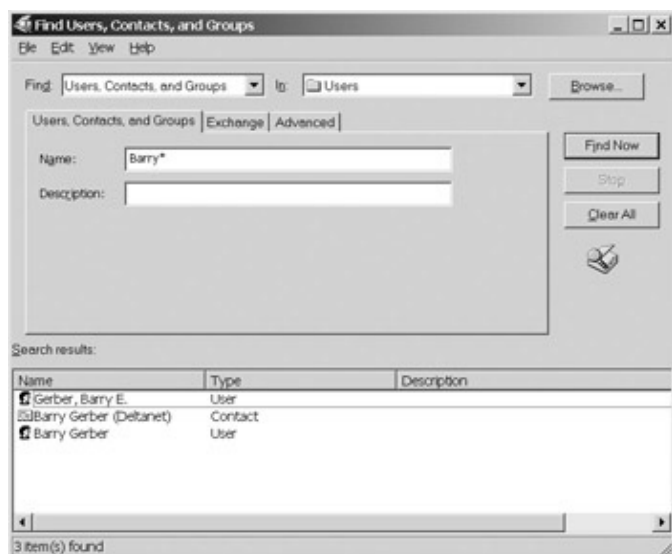 Find Users, Contacts, and Groups
File Edit View Help
Find: Users, Contacts, and Groups In: Users Browse...
Users, Contacts, and Groups Exchange Advanced
Name: Barry*
Description:
Find Now
Stop
Clear All
Search results:
Name Type Description
Gerber, Barry E. User
Barry Gerber (Deltanet) Contact
Barry Gerber User
3 item(s) found